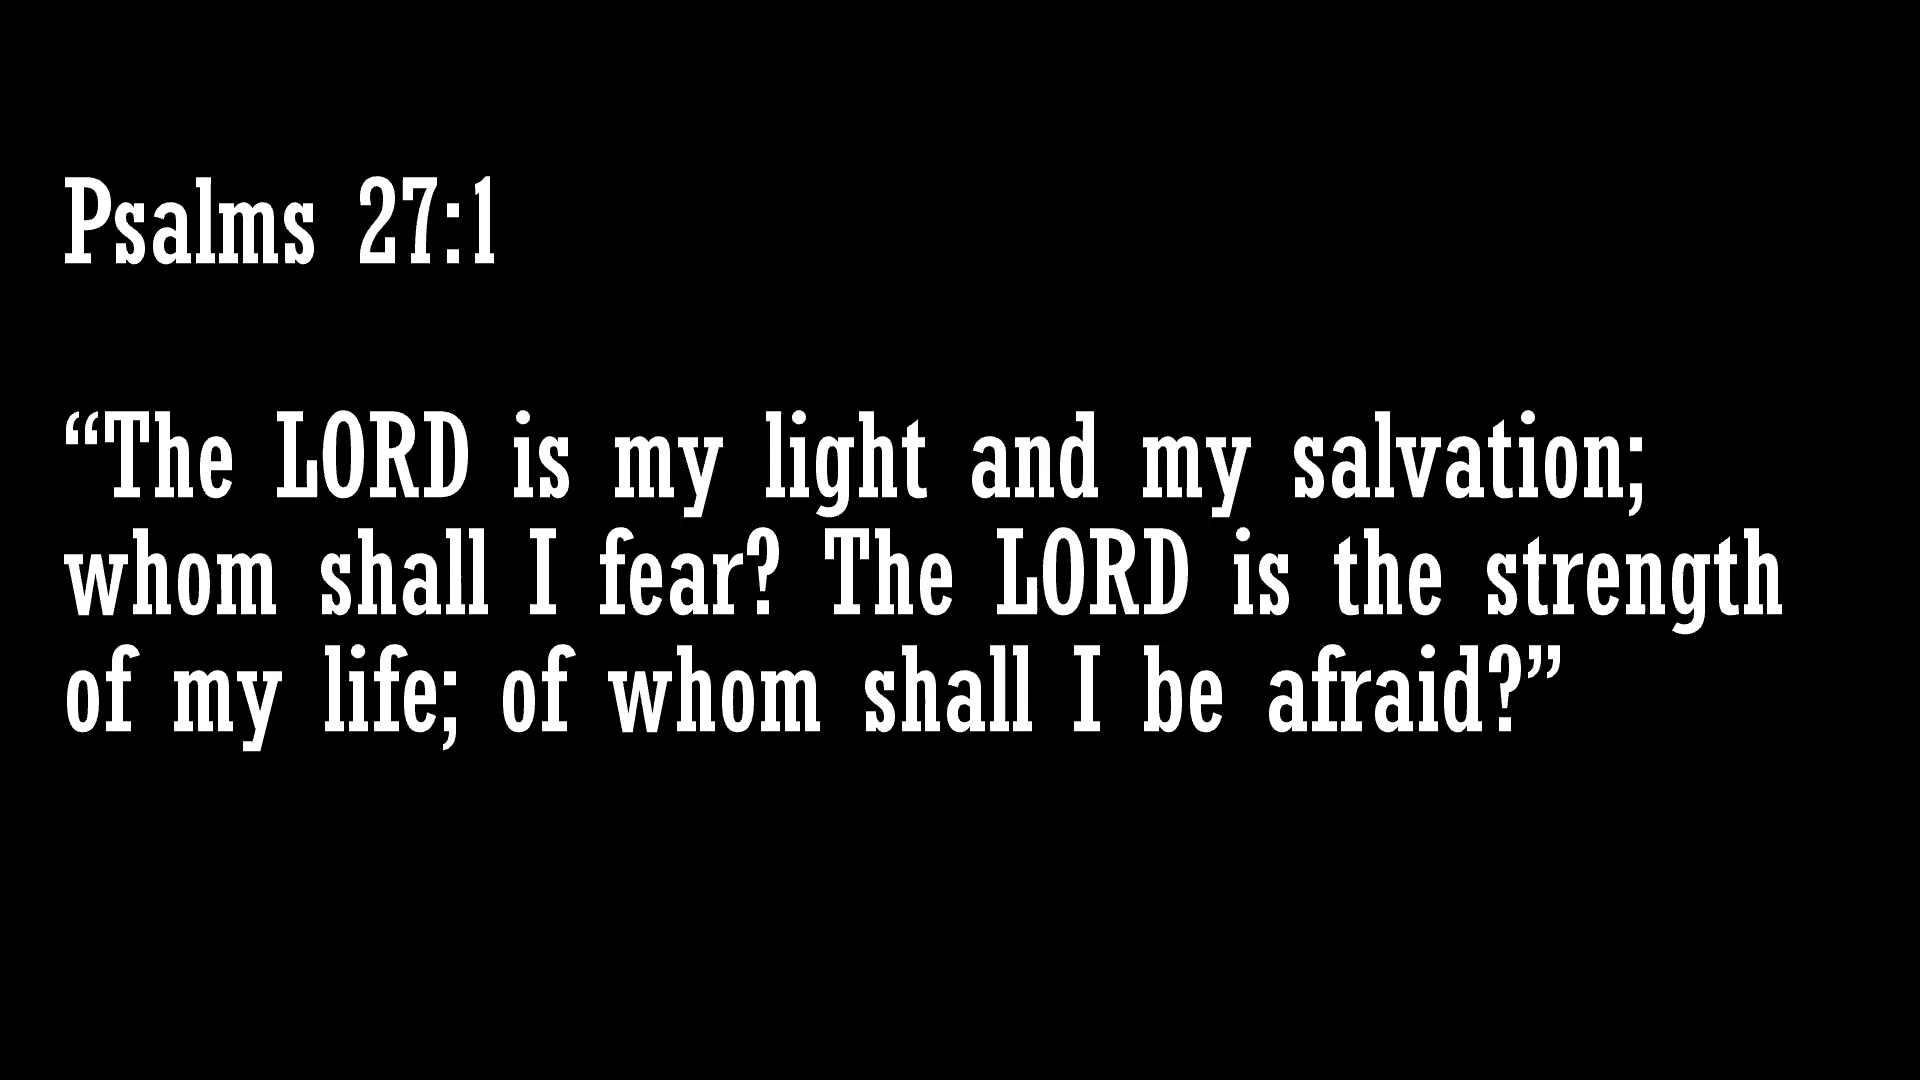 Psalms 27:1
“The LORD is my light and my salvation;
whom shall I fear? The LORD is the strength
of my life; of whom shall I be afraid?”